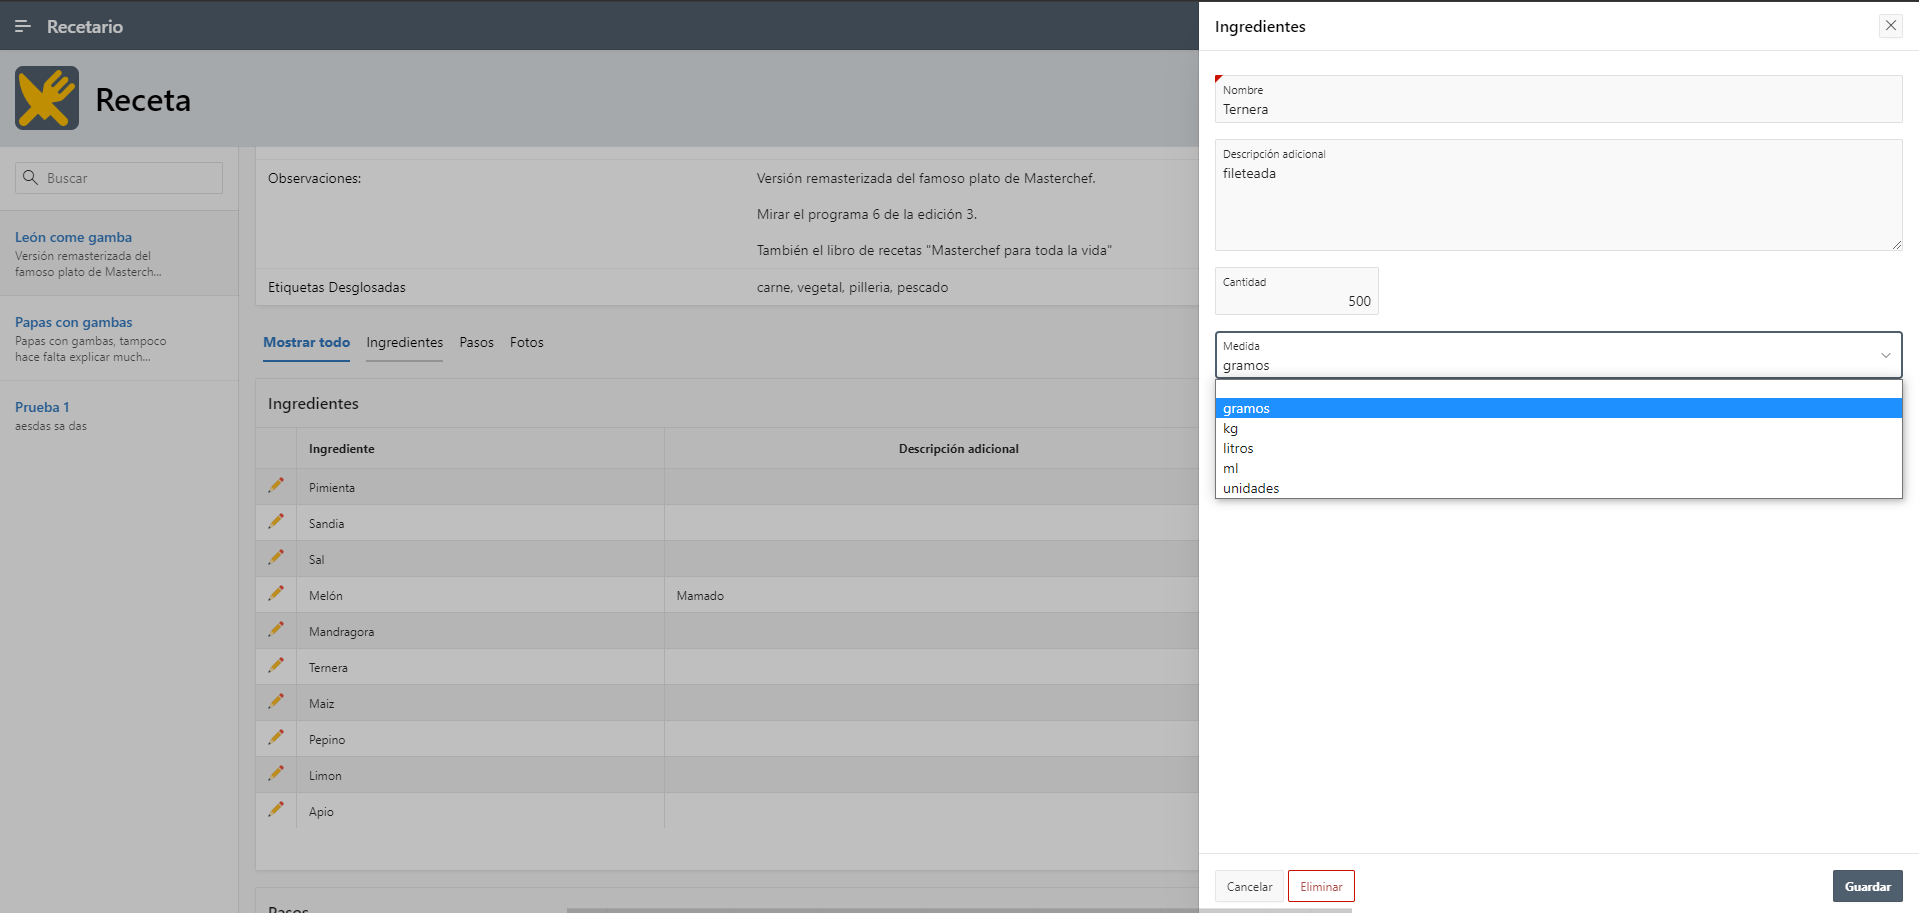 Recetario
Receta
Buscar
León come gamba
Versión remasterizada del
famoso plato de Masterch...
Papas con gambas
Papas con gambas, tampoco
hace falta explicar much...
Prueba 1
aesdas sa das
Observaciones:
Versión remasterizada del famoso plato de Masterchef.
Mirar el programa 6 de la edición 3.
También el libro de recetas "Masterchef para toda la vida"
Etiquetas Desglosadas
carne, vegetal, pilleria, pescado
Mostrar todo Ingredientes Pasos Fotos
Ingredientes
Ingrediente Descripción adicional
Pimienta
Sandia
Sal
Melón Mamado
Mandragora
Ternera
Maiz
Pepino
Limon
Apio
Pasos
Ingredientes
Nombre
Ternera
Descripción adicional
fileteada
Cantidad
500
Medida
gramos
gramos
kg
litros
ml
unidades
Cancelar Eliminar Guardar